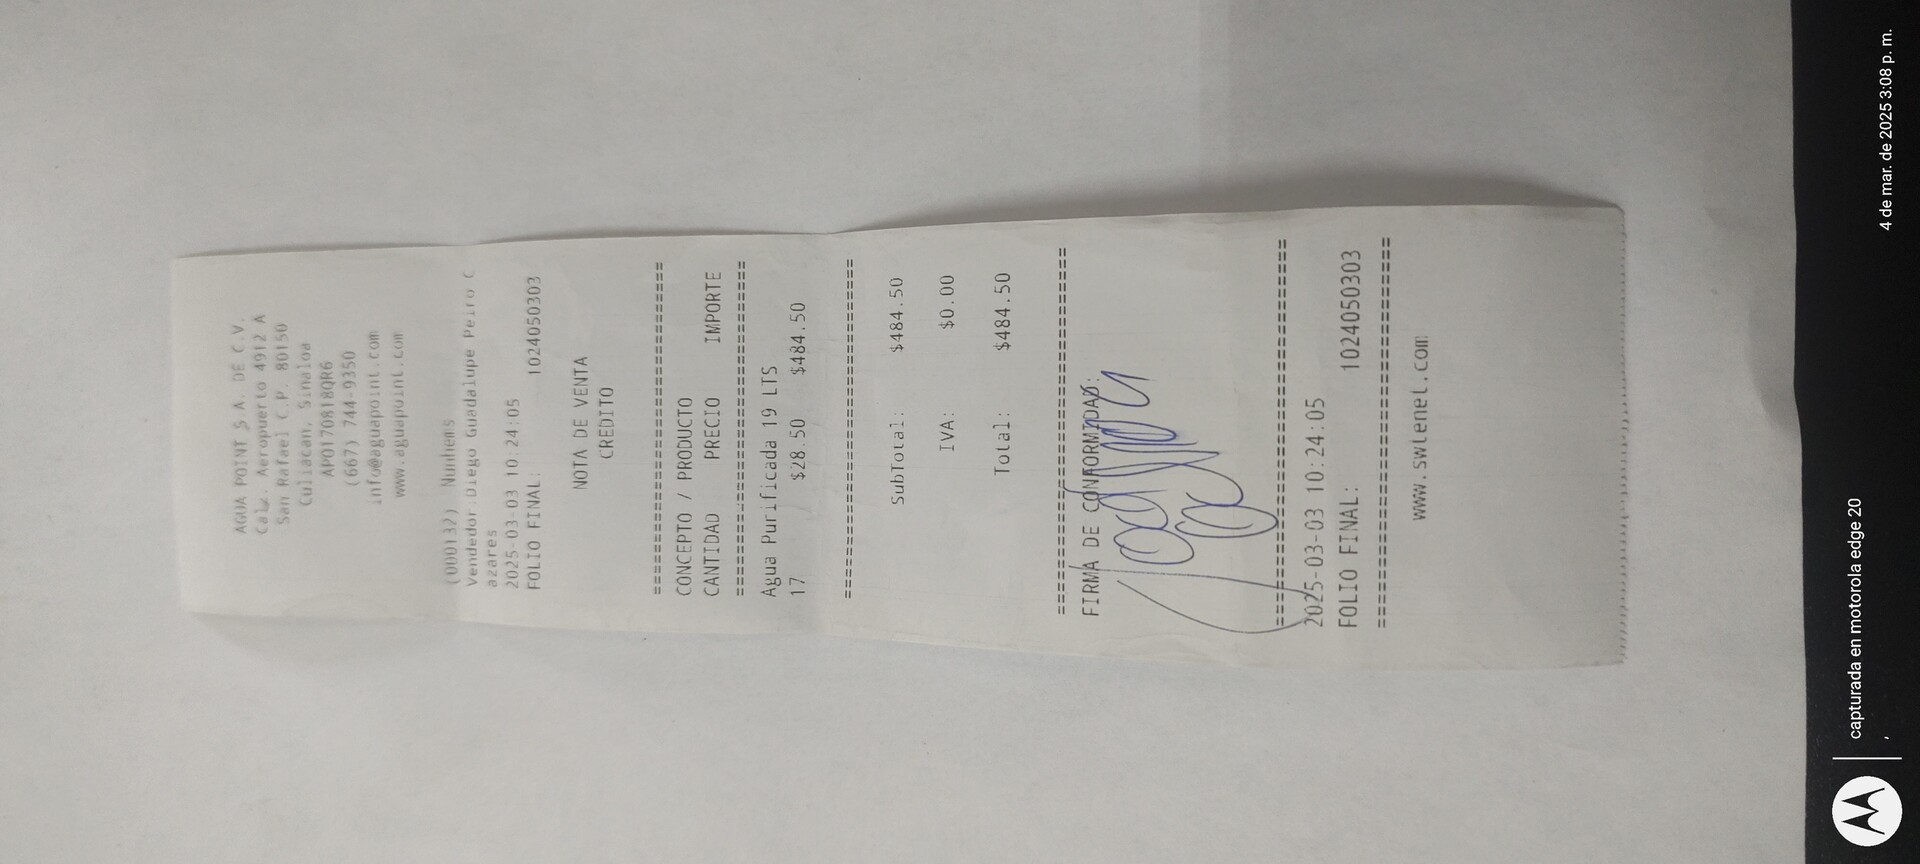 AGUA POINT S A. DE C.V.
Calz. Aeropuerto 4912 A
San Rafael C.P. 80150
Culiacan, Sinaloa
APO170818QR6
(667) 744-9350
info@aguapoint.com
www.aguapoint.com
(000132) Nunhems
Vendedor:Diego Guadalupe Peiro C
azares
2025-03-03 10:24:05
FOLIO FINAL: 1024050303
NOTA DE VENTA
CREDITO
================================
CONCEPTO / PRODUCTO
CANTIDAD PRECIO IMPORTE
================================
Agua Purificada 19 LTS
17 $28.50 $484.50
================================
SubTotal: $484.50
IVA: $0.00
Total: $484.50
================================
FIRMA DE CONFORMIDAD:
================================
2025-03-03 10:24:05
FOLIO FINAL: 1024050303
================================
www.swtenet.com
capturada en motorola edge 20
,
4 de mar. de 2025 3:08 p. m.